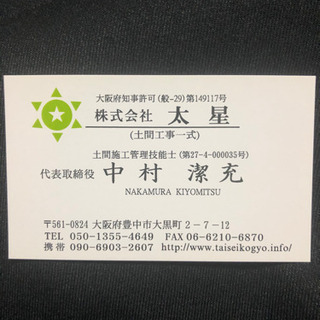 大阪府知事許可(般-29)第149117号
株式会社 太星
(土間工事一式)
土間施工管理技能士(第27-4-000035号)
代表取締役 中村 潔充
NAKAMURA KIYOMITSU
〒561-0824 大阪府豊中市大黒町2-7-12
TEL 050-1355-4649 FAX 06-6210-6870
携帯 090-6903-2607 http://www.taiseikogyo.info/